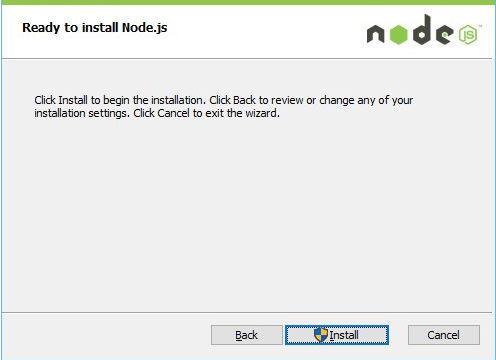 Ready to install Node.js
node JS
Click Install to begin the installation. Click Back to review or change any of your
installation settings. Click Cancel to exit the wizard.
Back
Install
Cancel